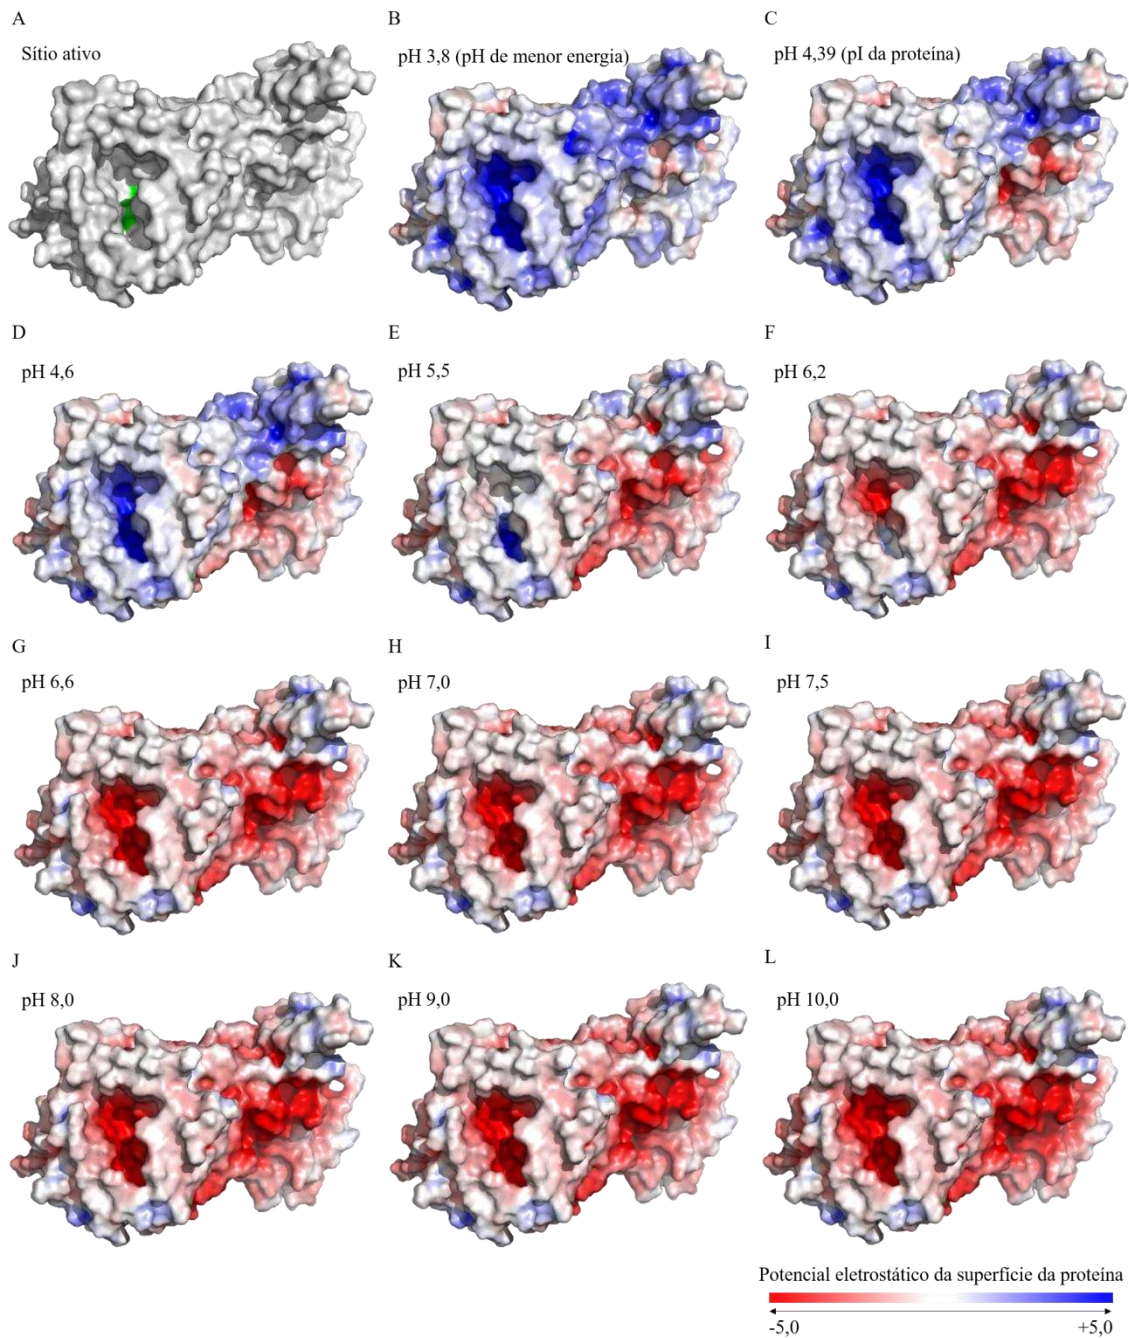 A
Sítio ativo
B
pH 3,8 (pH de menor energia)
C
pH 4,39 (pI da proteína)
D
pH 4,6
E
pH 5,5
F
pH 6,2
G
pH 6,6
H
pH 7,0
I
pH 7,5
J
pH 8,0
K
pH 9,0
L
pH 10,0
Potencial eletrostático da superfície da proteína
-5,0
+5,0